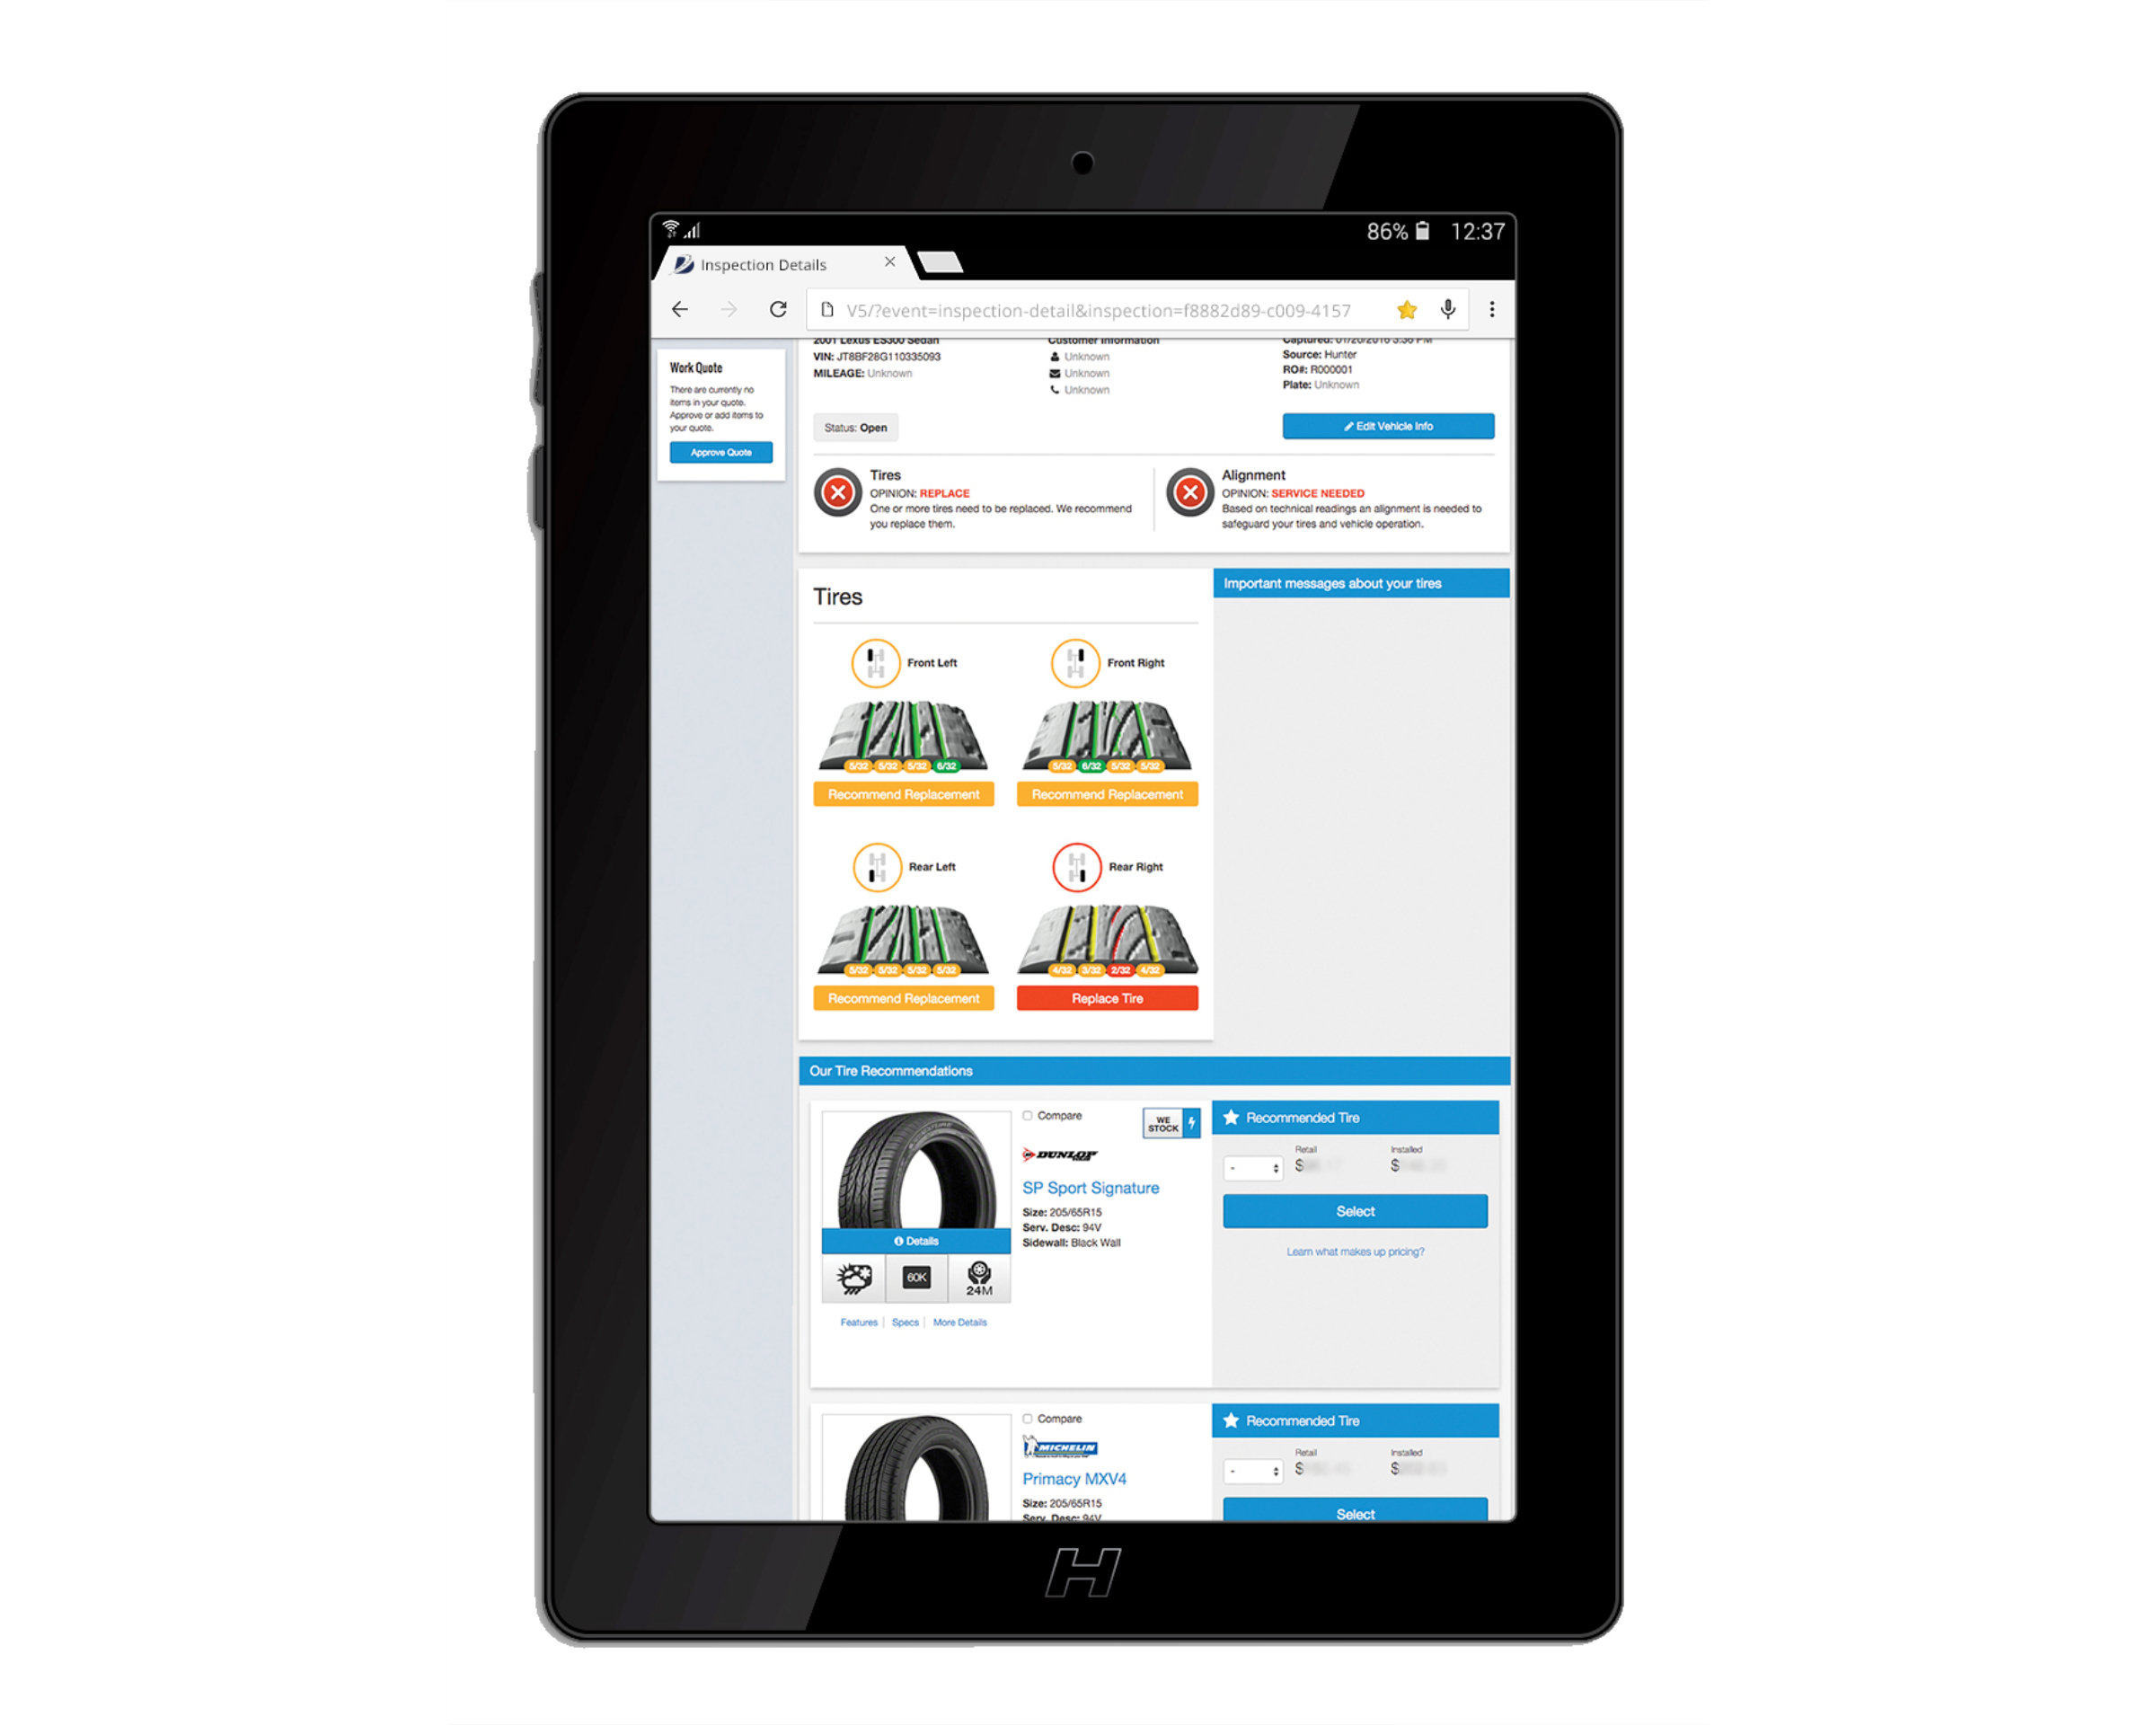 86% 12:37
Inspection Details
V5/?event=inspection-detail&inspection=f8882d89-c009-4157
Work Quote
There are currently no
items in your quote.
Approve or add items to
your quote.
Approve Quote
2001 Lexus ES300 Sedan
VIN: JT8BF28G110335093
MILEAGE: Unknown
Customer Information
Unknown
Unknown
Unknown
Captured: 01/20/2016 3:36 PM
Source: Hunter
RO#: R000001
Plate: Unknown
Status: Open
Edit Vehicle Info
Tires
OPINION: REPLACE
One or more tires need to be replaced. We recommend
you replace them.
Alignment
OPINION: SERVICE NEEDED
Based on technical readings an alignment is needed to
safeguard your tires and vehicle operation.
Tires
Important messages about your tires
Front Left
5/32 5/32 5/32 6/32
Recommend Replacement
Front Right
5/32 6/32 5/32 5/32
Recommend Replacement
Rear Left
5/32 5/32 5/32 5/32
Recommend Replacement
Rear Right
4/32 3/32 2/32 4/32
Replace Tire
Our Tire Recommendations
Details
60K
24M
Features
Specs
More Details
Compare
WE
STOCK
DUNLOP
SP Sport Signature
Size: 205/65R15
Serv. Desc: 94V
Sidewall: Black Wall
Recommended Tire
-
Retail
$
Installed
$
Select
Learn what makes up pricing?
Compare
MICHELIN
Primacy MXV4
Size: 205/65R15
Serv. Desc: 94V
Recommended Tire
-
Retail
$
Installed
$
Select
H